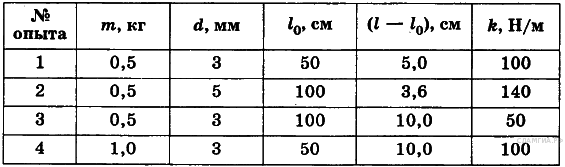 № опыта m, кг d, мм l₀, см (l — l₀), см k, Н/м
1 0,5 3 50 5,0 100
2 0,5 5 100 3,6 140
3 0,5 3 100 10,0 50
4 1,0 3 50 10,0 100